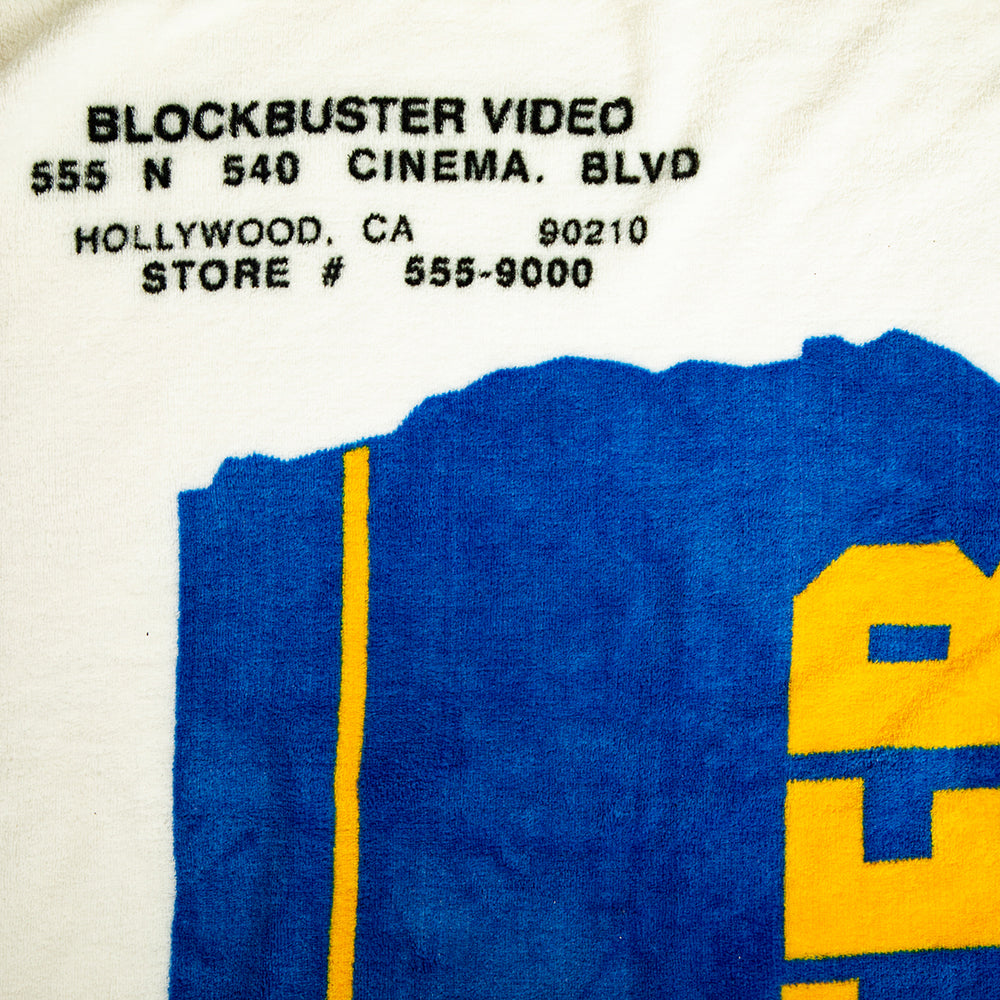 BLOCKBUSTER VIDEO
555 N 540 CINEMA. BLVD
HOLLYWOOD, CA 90210
STORE # 555-9000